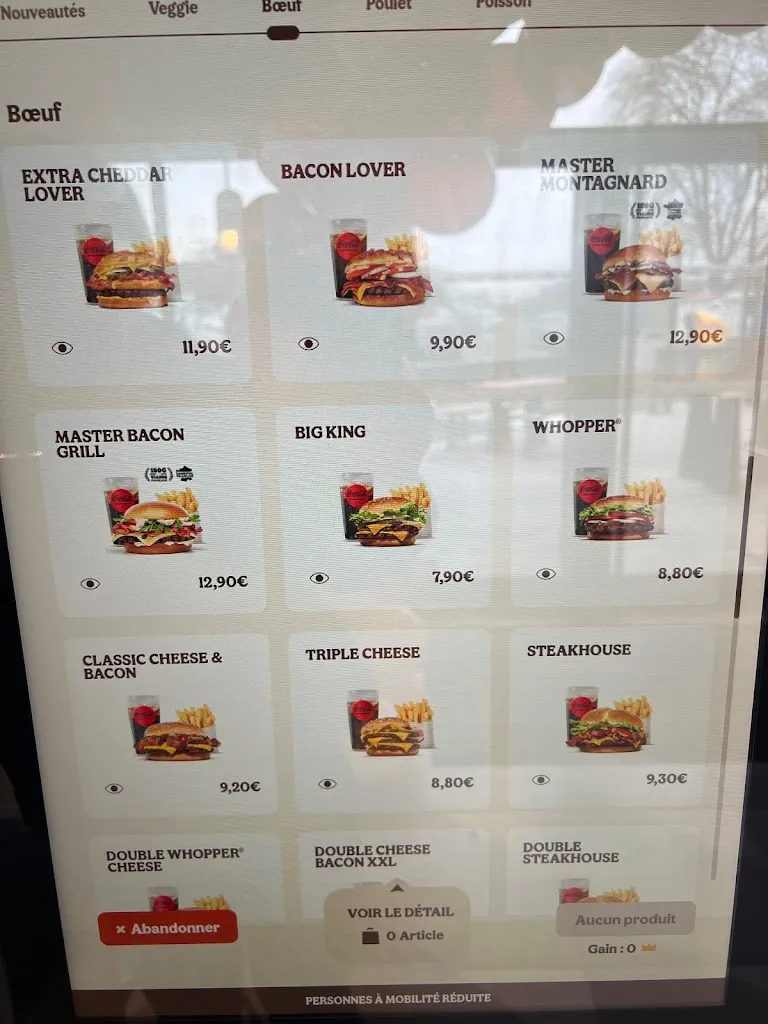 Nouveautés Veggie Bœuf Poulet Poisson
Bœuf
EXTRA CHEDDAR
LOVER
11,90€
BACON LOVER
9,90€
MASTER
MONTAGNARD
12,90€
MASTER BACON
GRILL
12,90€
BIG KING
7,90€
WHOPPER®
8,80€
CLASSIC CHEESE &
BACON
9,20€
TRIPLE CHEESE
8,80€
STEAKHOUSE
9,30€
DOUBLE WHOPPER®
CHEESE
DOUBLE CHEESE
BACON XXL
DOUBLE
STEAKHOUSE
× Abandonner
VOIR LE DÉTAIL
0 Article
Aucun produit
Gain : 0
PERSONNES À MOBILITÉ RÉDUITE